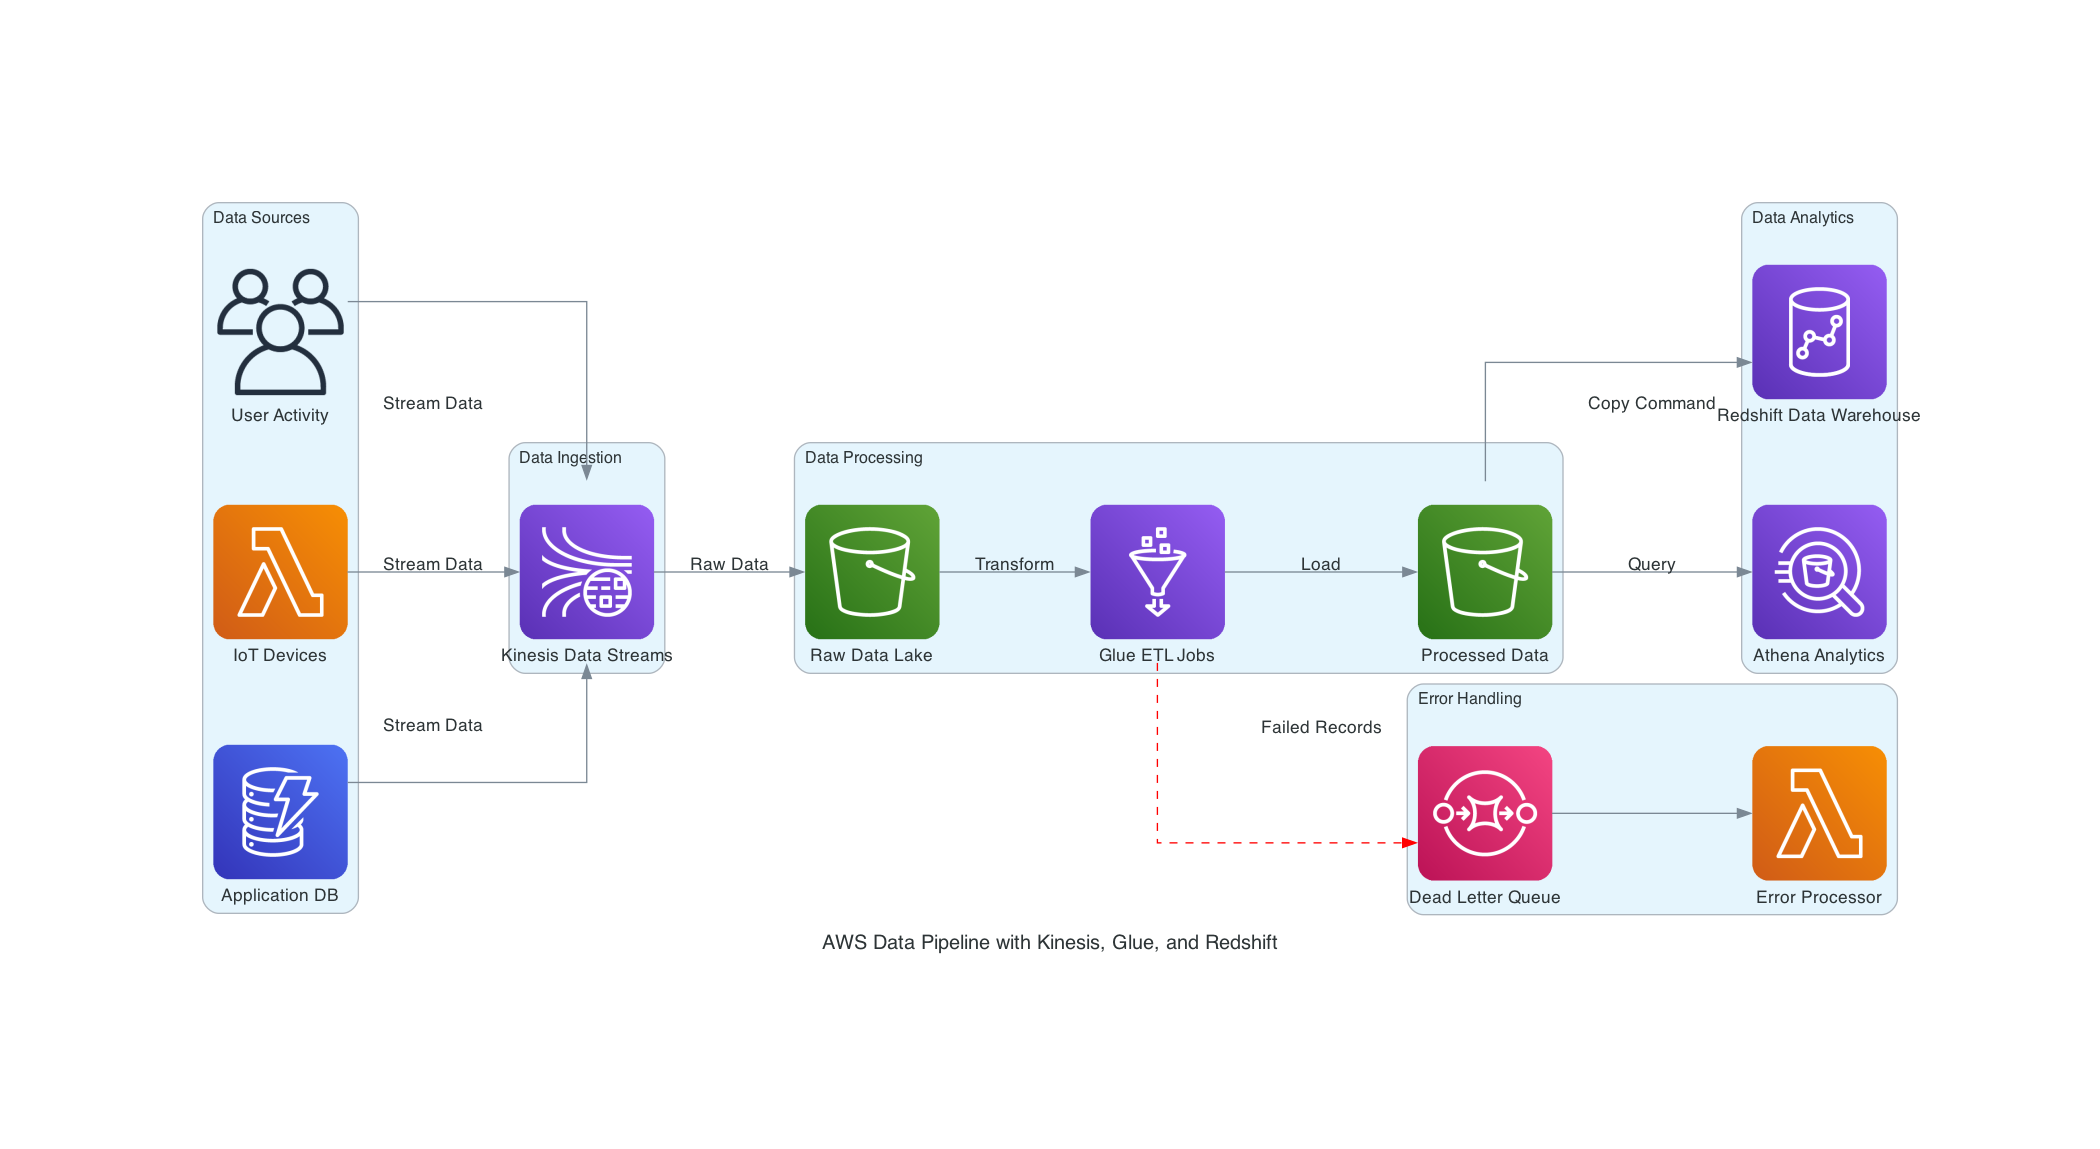 Data Sources
User Activity
IoT Devices
Application DB
Stream Data
Stream Data
Stream Data
Data Ingestion
Kinesis Data Streams
Raw Data
Data Processing
Raw Data Lake
Transform
Glue ETL Jobs
Load
Processed Data
Copy Command
Query
Data Analytics
Redshift Data Warehouse
Athena Analytics
Failed Records
Error Handling
Dead Letter Queue
Error Processor
AWS Data Pipeline with Kinesis, Glue, and Redshift